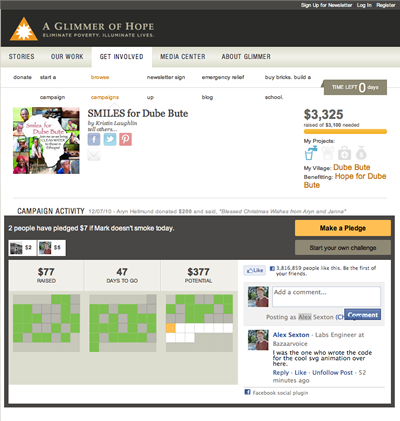 Sign Up for Newsletter Log In Register
A GLIMMER OF HOPE
ELIMINATE POVERTY. ILLUMINATE LIVES.
STORIES OUR WORK GET INVOLVED MEDIA CENTER ABOUT GLIMMER
donate start a browse newsletter sign emergency relief buy bricks. build a
campaign campaigns up blog school.
TIME LEFT 0 days
SMILES for Dube Bute
by Kristin Laughlin
tell others...
Smiles for
Dube Bute
CLEAN WATER
$3,325
raised of $3,100 needed
My Projects:
My Village: Dube Bute
Benefitting: Hope for Dube
Bute
CAMPAIGN ACTIVITY 12/07/10 - Aryn Hallmund donated $200 and said, "Blessed Christmas Wishes from Aryn and Janna"
2 people have pledged $7 if Mark doesn't smoke today.
Make a Pledge
$2 $5
Start your own challenge
$77 47 $377
RAISED DAYS TO GO POTENTIAL
Like 3,816,859 people like this. Be the first of
your friends.
Add a comment...
Posting as Alex Sexton
Comment
Alex Sexton - Labs Engineer at
Bazaarvoice
I was the one who wrote the code
for the cool svg animation over
here.
Reply · Like · Unfollow Post · 52
minutes ago
Facebook social plugin